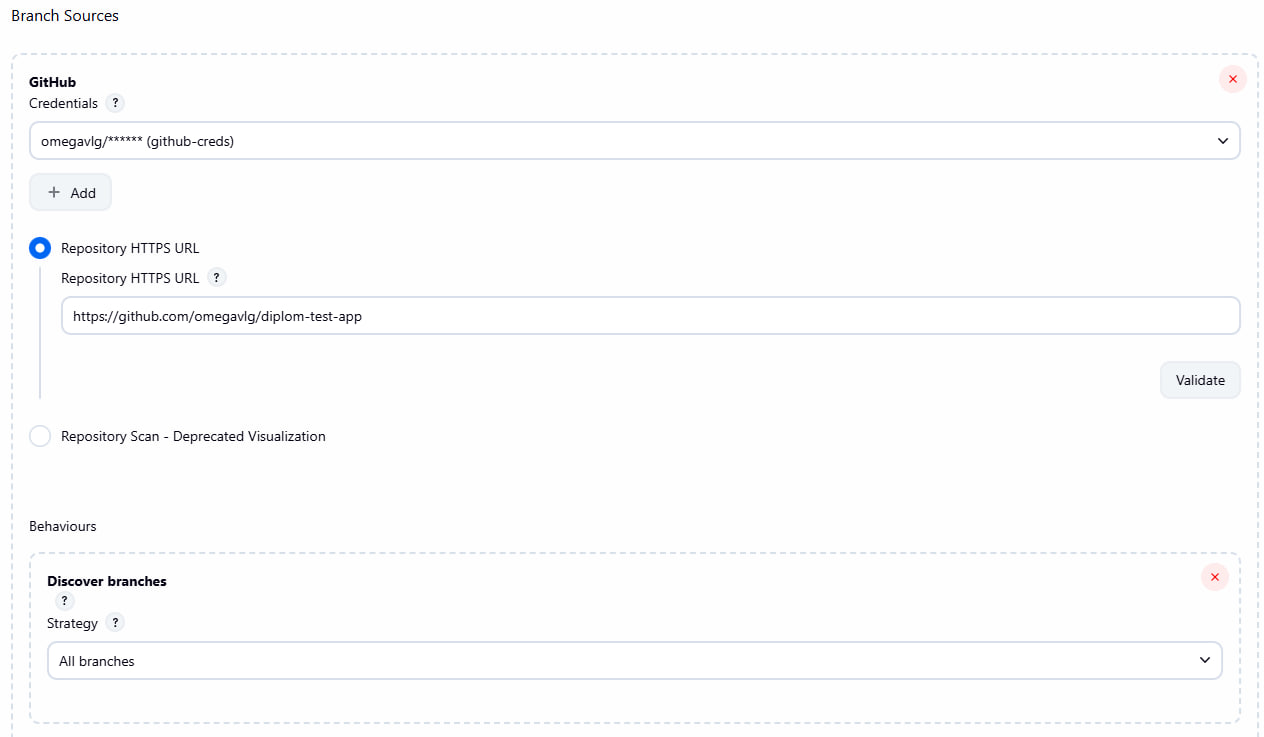 Branch Sources
GitHub
Credentials ?
omegavlg/****** (github-creds)
+ Add
Repository HTTPS URL
Repository HTTPS URL ?
https://github.com/omegavlg/diplom-test-app
Validate
Repository Scan - Deprecated Visualization
Behaviours
Discover branches
?
Strategy ?
All branches